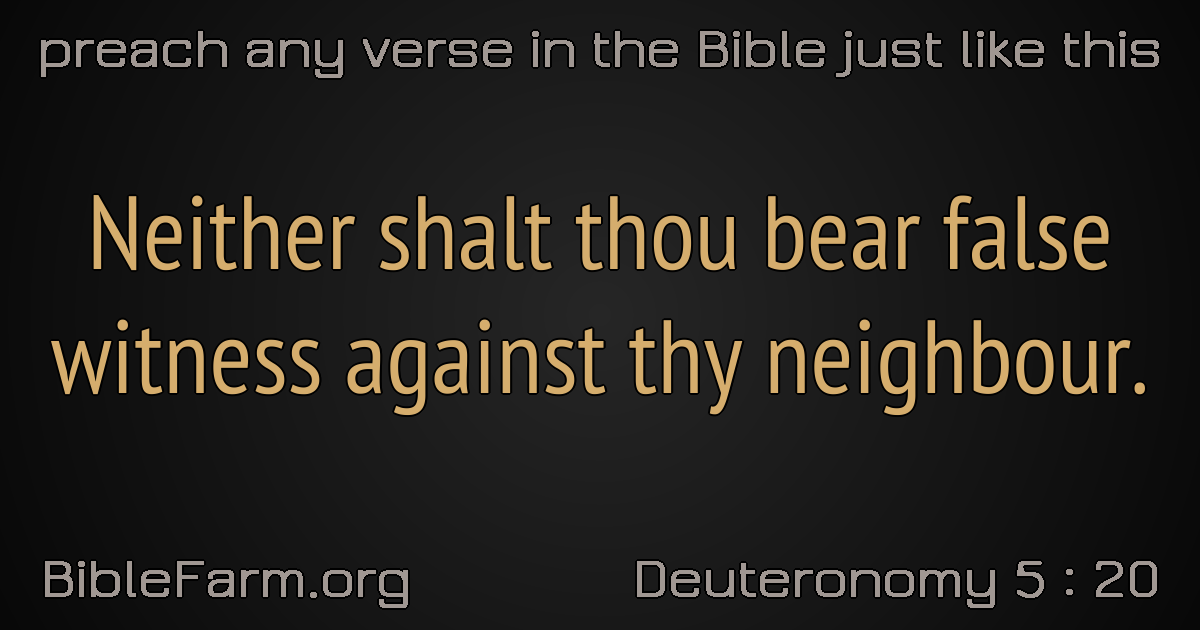 preach any verse in the Bible just like this
Neither shalt thou bear false
witness against thy neighbour.
BibleFarm.org
Deuteronomy 5 : 20